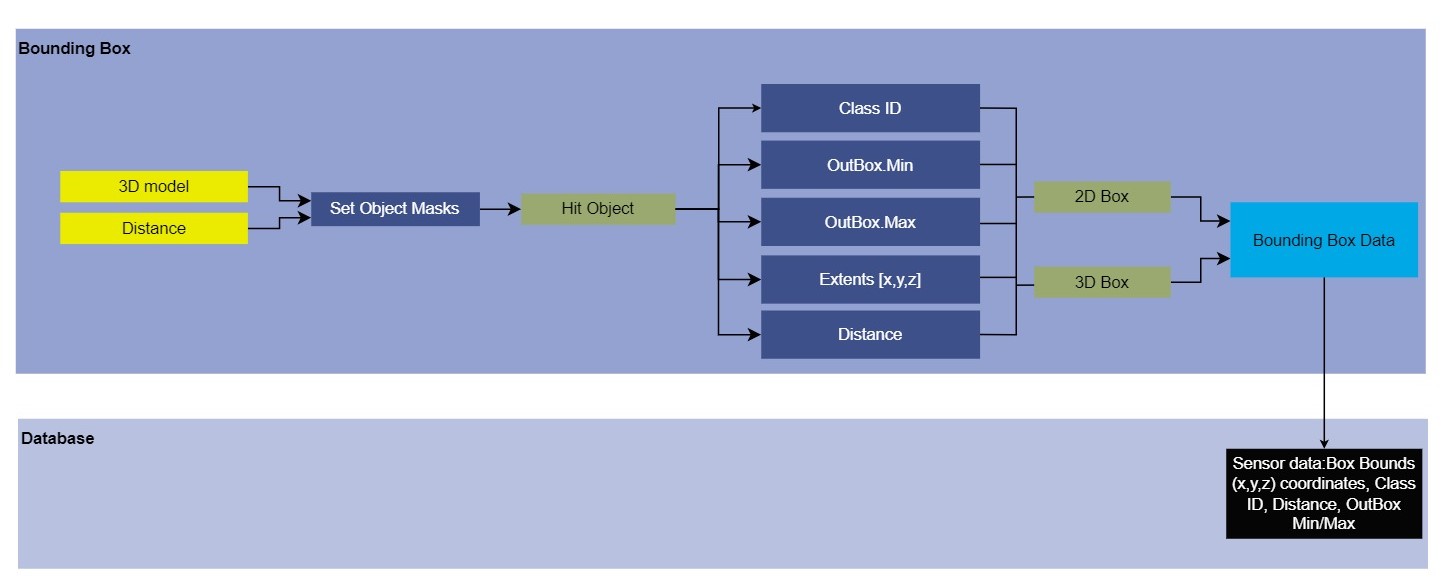 Bounding Box
3D model
Distance
Set Object Masks
Hit Object
Class ID
OutBox.Min
OutBox.Max
Extents [x,y,z]
Distance
2D Box
3D Box
Bounding Box Data
Database
Sensor data:Box Bounds
(x,y,z) coordinates, Class
ID, Distance, OutBox
Min/Max